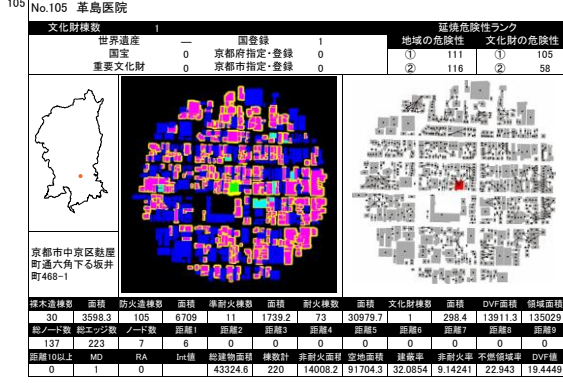 105
No.105 革島医院
文化財棟数 1 延焼危険性ランク
世界遺産 ― 国登録 1 地域の危険性 文化財の危険性
国宝 0 京都府指定・登録 0 ① 111 ① 105
重要文化財 0 京都市指定・登録 0 ② 116 ② 58
京都市中京区麩屋
町通六角下る坂井
町468-1
裸木造棟数 面積 防火造棟数 面積 準耐火棟数 面積 耐火棟数 面積 文化財棟数 面積 DVF面積 領域面積
30 3598.3 105 6709 11 1739.2 73 30979.7 1 298.4 13911.3 135029
総ノード数 総エッジ数 ノード数 距離1 距離2 距離3 距離4 距離5 距離6 距離7 距離8 距離9
137 223 7 6 0 0 0 0 0 0 0 0
距離10以上 MD RA Int値 総建物面積 棟数計 非耐火面積 空地面積 建蔽率 非耐火率 不燃領域率 DVF値
0 1 0 43324.6 220 14008.2 91704.3 32.0854 9.14241 22.943 19.4449